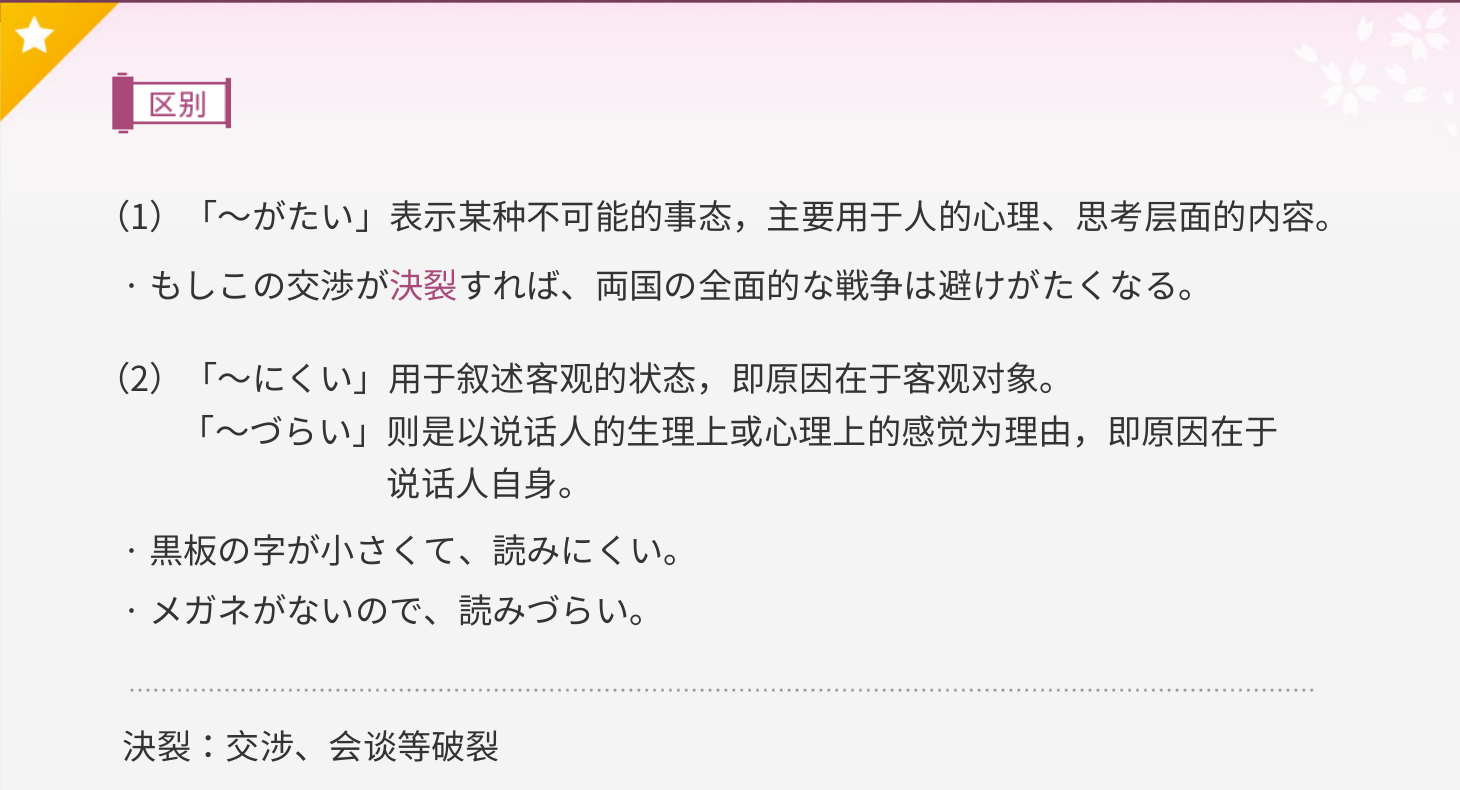 区别
（1）「～がたい」表示某种不可能的事态，主要用于人的心理、思考层面的内容。
・もしこの交渉が決裂すれば、両国の全面的な戦争は避けがたくなる。
（2）「～にくい」用于叙述客观的状态，即原因在于客观对象。
「～づらい」则是以说话人的生理上或心理上的感觉为理由，即原因在于
说话人自身。
・黒板の字が小さくて、読みにくい。
・メガネがないので、読みづらい。
決裂：交涉、会谈等破裂